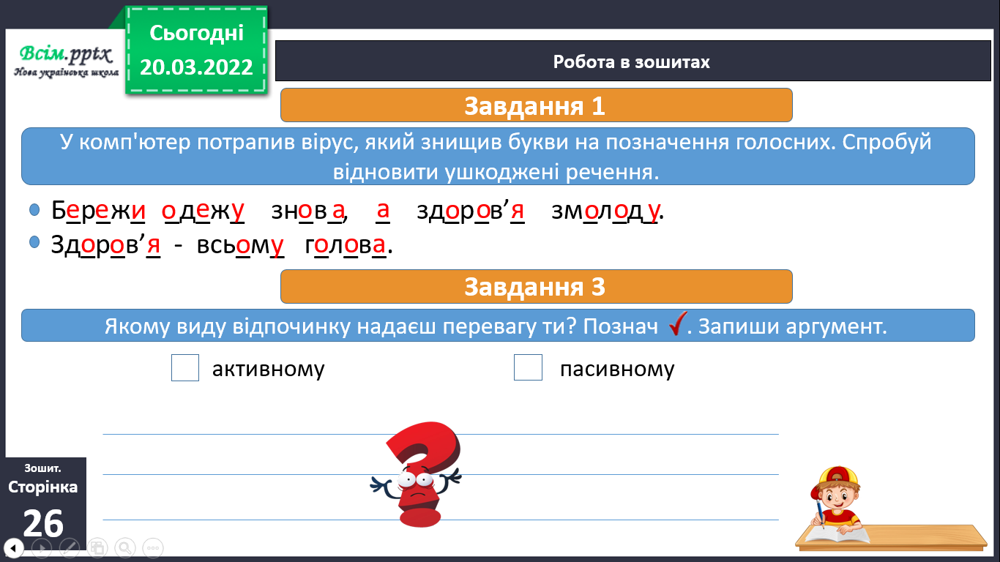 Сьогодні
20.03.2022
Всім.pptx
Нова українська школа
Робота в зошитах
Завдання 1
У комп'ютер потрапив вірус, який знищив букви на позначення голосних. Спробуй
відновити ушкоджені речення.
Бережи одежу знова, а здоров’я змолоду.
Здоров’я - всьому голова.
Завдання 3
Якому виду відпочинку надаєш перевагу ти? Познач ✓. Запиши аргумент.
активному пасивному
Зошит.
Сторінка
26